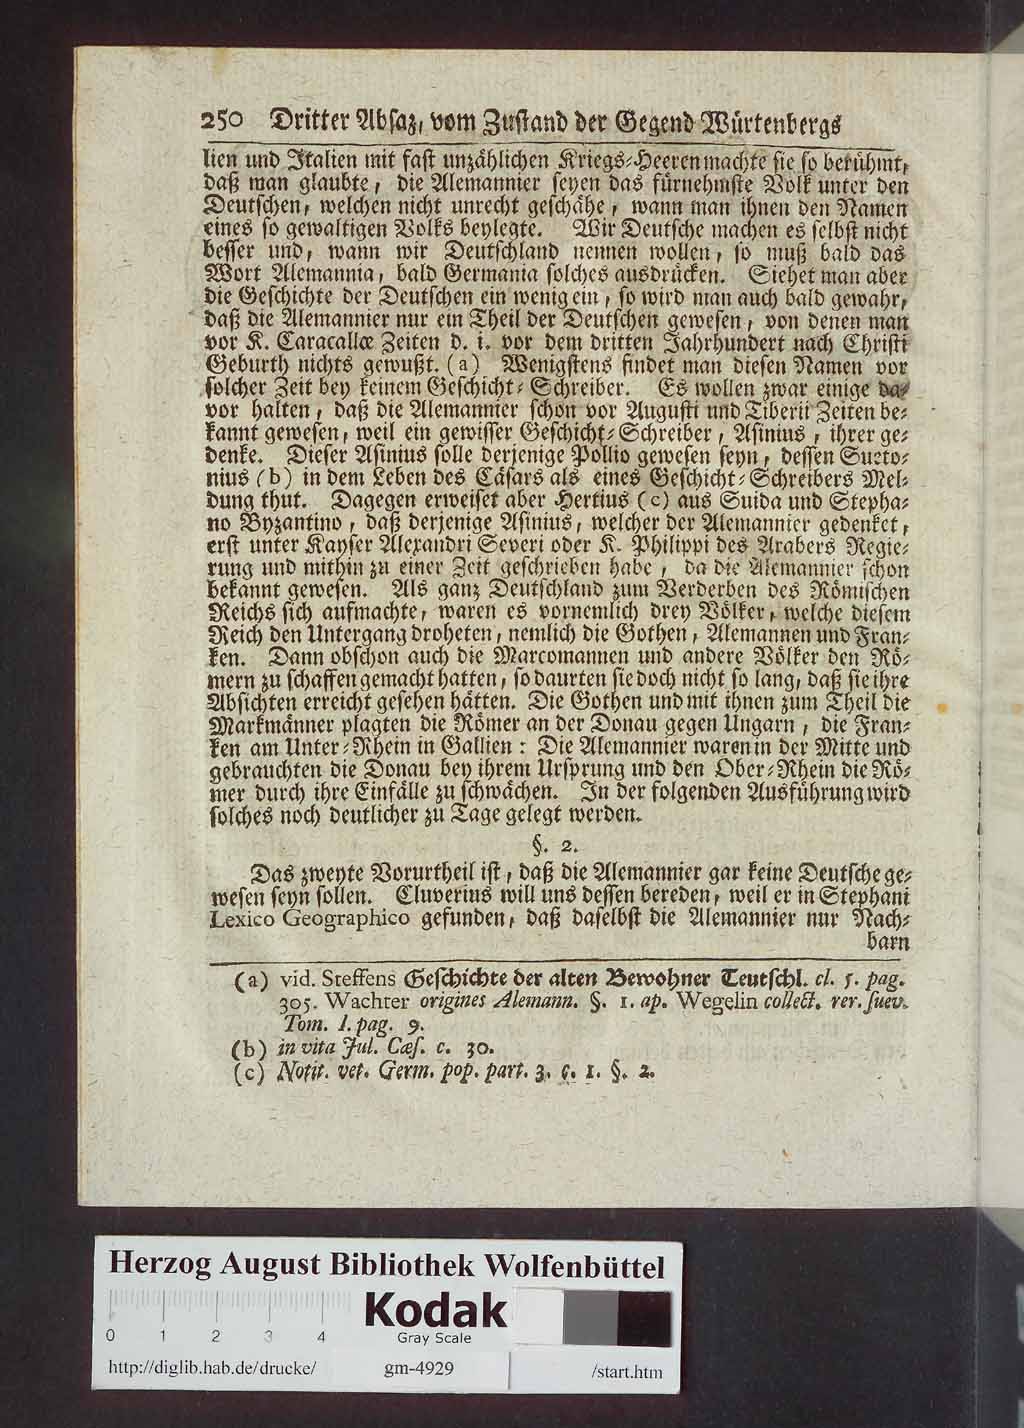 250 Dritter Absaz, vom Zustand der Gegend Würtenbergs
lien und Italien mit fast unzählichen Kriegs-Heeren machte sie so berühmt,
daß man glaubte, die Alemannier seyen das fürnehmste Volk unter den
Deutschen, welchen nicht unrecht geschähe, wann man ihnen den Namen
eines so gewaltigen Volks beylegte. Wir Deutsche machen es selbst nicht
besser und, wann wir Deutschland nennen wollen, so muß bald das
Wort Alemannia, bald Germania solches ausdrücken. Siehet man aber
die Geschichte der Deutschen ein wenig ein, so wird man auch bald gewahr,
daß die Alemannier nur ein Theil der Deutschen gewesen, von denen man
vor K. Caracallæ Zeiten d. i. vor dem dritten Jahrhundert nach Christi
Geburth nichts gewußt. (a) Wenigstens findet man diesen Namen vor
solcher Zeit bey keinem Geschicht-Schreiber. Es wollen zwar einige da-
vor halten, daß die Alemannier schon vor Augusti und Tiberii Zeiten be-
kannt gewesen, weil ein gewisser Geschicht-Schreiber, Asinius, ihrer ge-
denke. Dieser Asinius solle derjenige Pollio gewesen seyn, dessen Sueto-
nius (b) in dem Leben des Cäsars als eines Geschicht-Schreibers Mel-
dung thut. Dagegen erweiset aber Hertius (c) aus Suida und Stepha-
no Byzantino, daß derjenige Asinius, welcher der Alemannier gedenket,
erst unter Kayser Alexandri Severi oder K. Philippi des Arabers Regie-
rung und mithin zu einer Zeit geschrieben habe, da die Alemannier schon
bekannt gewesen. Als ganz Deutschland zum Verderben des Römischen
Reichs sich aufmachte, waren es vornemlich drey Völker, welche diesem
Reich den Untergang droheten, nemlich die Gothen, Alemannen und Fran-
ken. Dann obschon auch die Marcomannen und andere Völker den Rö-
mern zu schaffen gemacht hatten, so daurten sie doch nicht so lang, daß sie ihre
Absichten erreicht gesehen hätten. Die Gothen und mit ihnen zum Theil die
Markmänner plagten die Römer an der Donau gegen Ungarn, die Fran-
ken am Unter-Rhein in Gallien: Die Alemannier waren in der Mitte und
gebrauchten die Donau bey ihrem Ursprung und den Ober-Rhein die Rö-
mer durch ihre Einfälle zu schwächen. In der folgenden Ausführung wird
solches noch deutlicher zu Tage gelegt werden.
§. 2.
Das zweyte Vorurtheil ist, daß die Alemannier gar keine Deutsche ge-
wesen seyn sollen. Cluverius will uns dessen bereden, weil er in Stephani
Lexico Geographico gefunden, daß daselbst die Alemannier nur Nach-
barn
(a) vid. Steffens Geschichte der alten Bewohner Teutschl. cl. 5. pag.
305. Wachter origines Alemann. §. 1. ap. Wegelin collect. rer. suev.
Tom. I. pag. 9.
(b) in vita Jul. Cæs. c. 30.
(c) Notit. vet. Germ. pop. part. 3. c. 1. §. 2.
Herzog August Bibliothek Wolfenbüttel
Kodak
Gray Scale
0 1 2 3 4
http://diglib.hab.de/drucke/ gm-4929 /start.htm